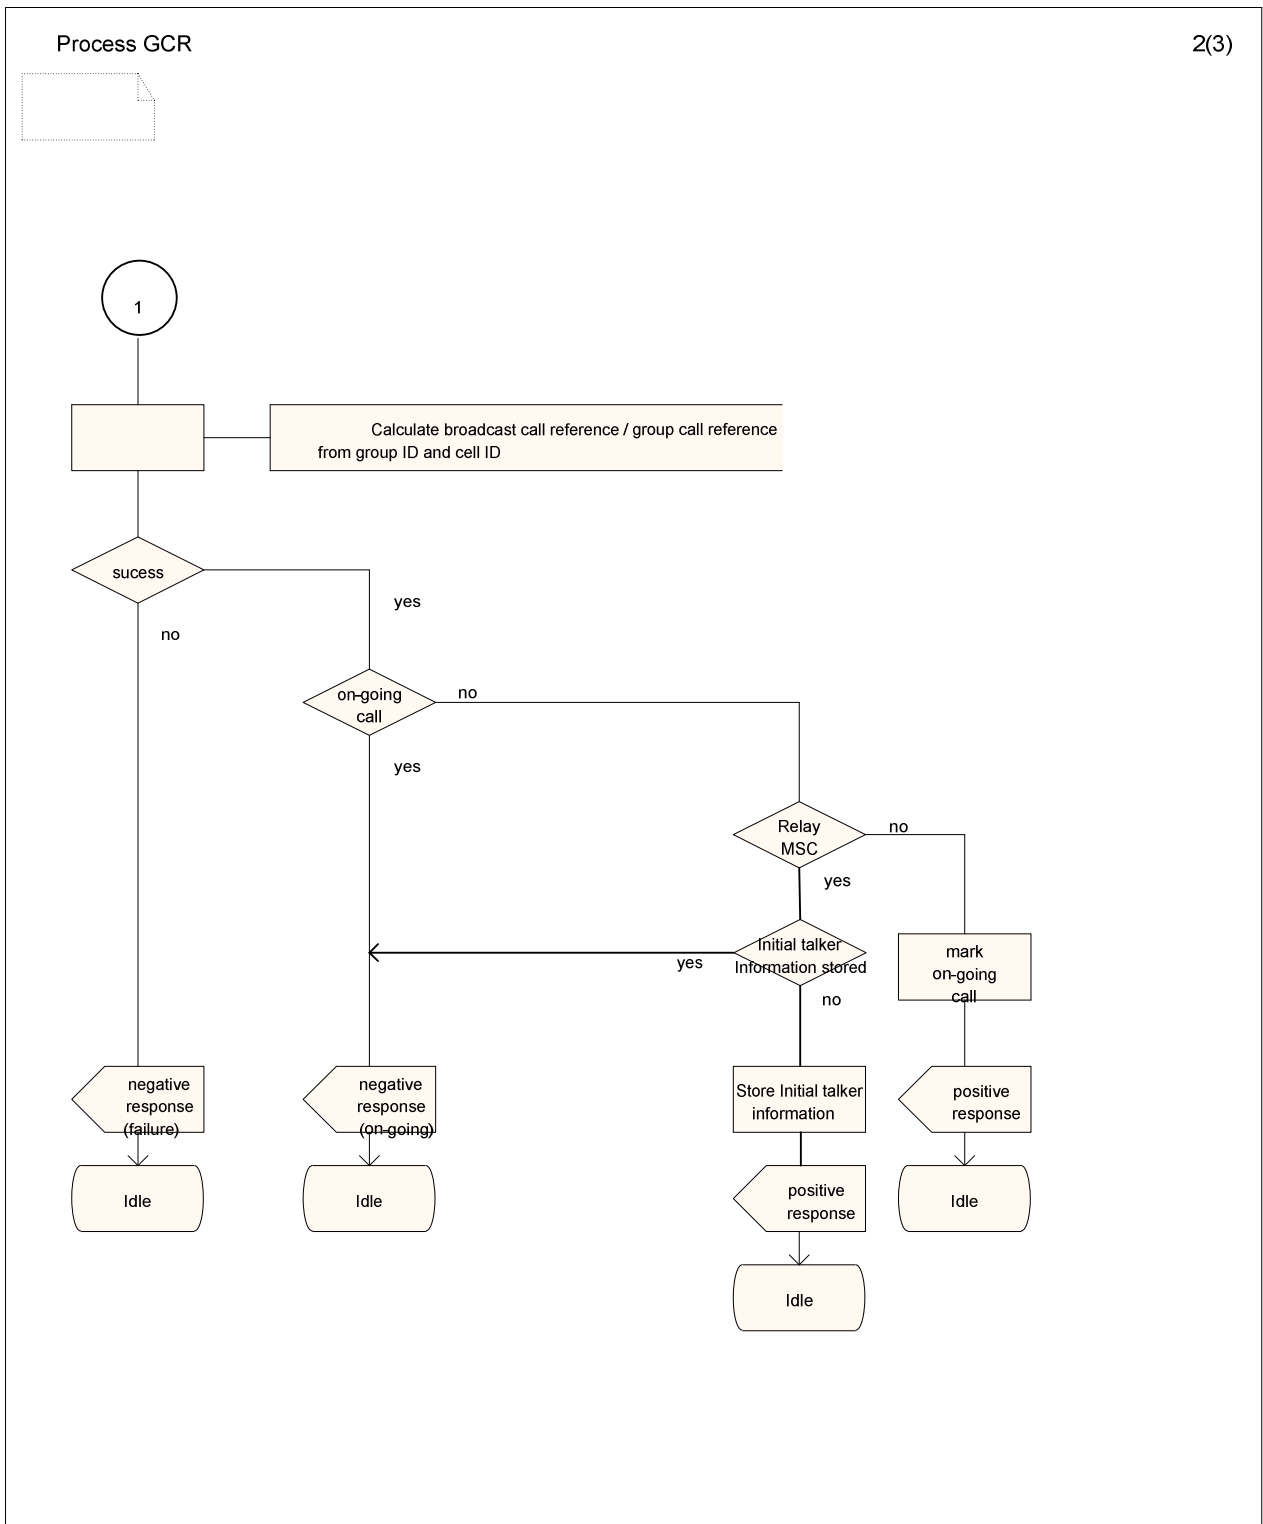 Process GCR
2(3)
1
Calculate broadcast call reference / group call reference
from group ID and cell ID
sucess
yes
no
on-going
call
no
yes
Relay
MSC
no
yes
Initial talker
Information stored
yes
no
mark
on-going
call
negative
response
(failure)
negative
response
(on-going)
Store Initial talker
information
positive
response
Idle
Idle
positive
response
Idle
Idle